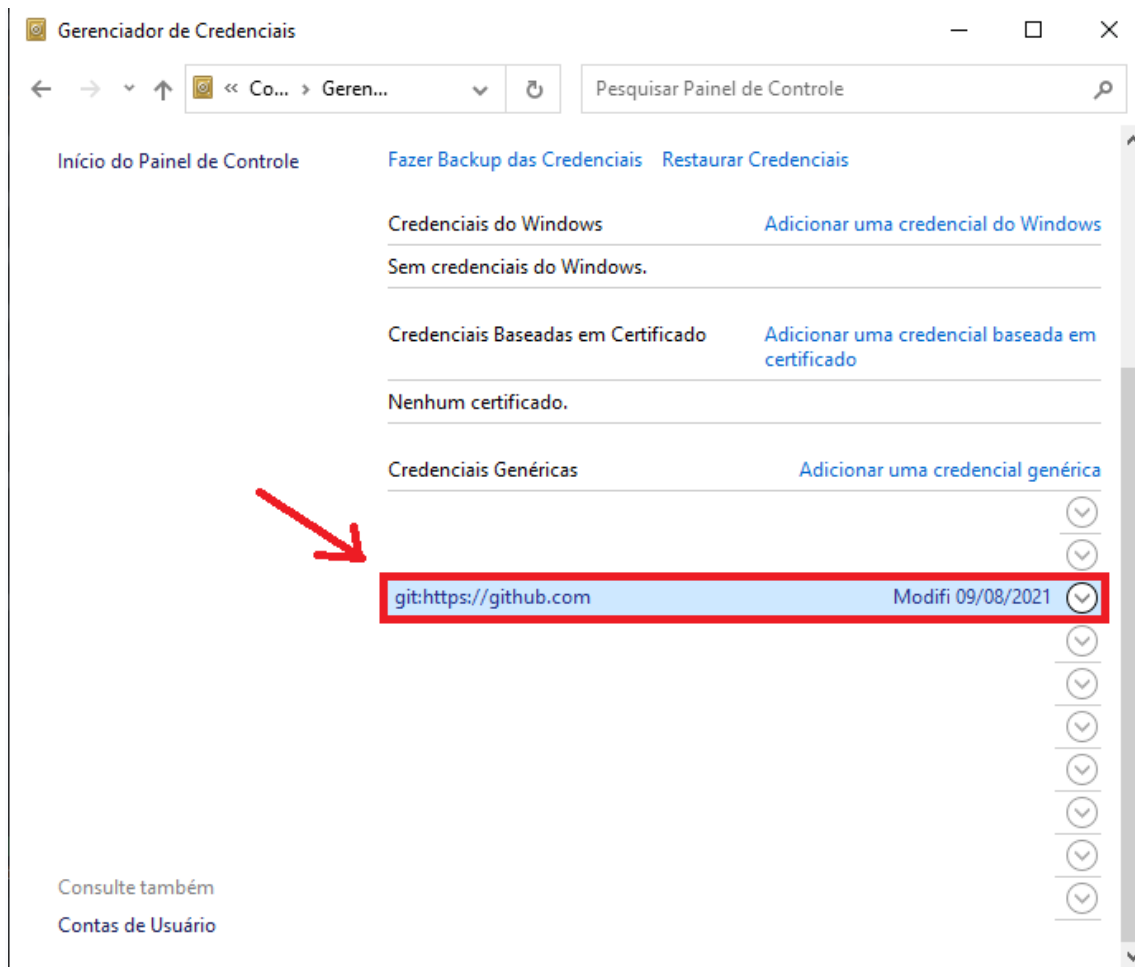 Gerenciador de Credenciais
« Co... › Geren...
Pesquisar Painel de Controle
Início do Painel de Controle
Fazer Backup das Credenciais Restaurar Credenciais
Credenciais do Windows Adicionar uma credencial do Windows
Sem credenciais do Windows.
Credenciais Baseadas em Certificado Adicionar uma credencial baseada em
certificado
Nenhum certificado.
Credenciais Genéricas Adicionar uma credencial genérica
git:https://github.com Modifi 09/08/2021
Consulte também
Contas de Usuário